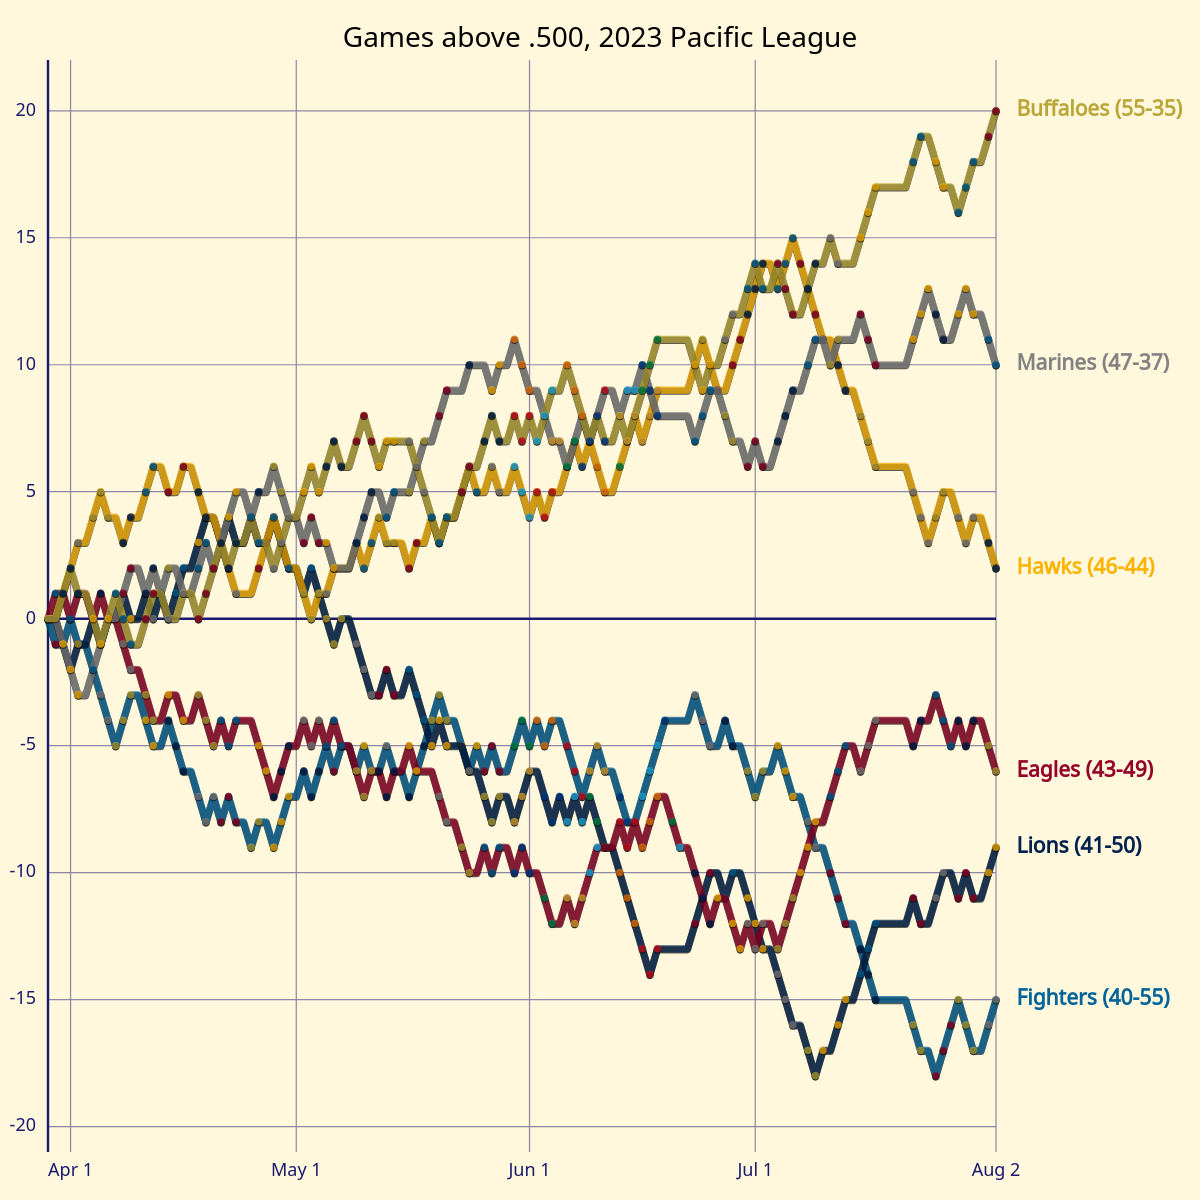 Games above .500, 2023 Pacific League
20
15
10
5
0
-5
-10
-15
-20
Buffaloes (55-35)
Marines (47-37)
Hawks (46-44)
Eagles (43-49)
Lions (41-50)
Fighters (40-55)
Apr 1
May 1
Jun 1
Jul 1
Aug 2